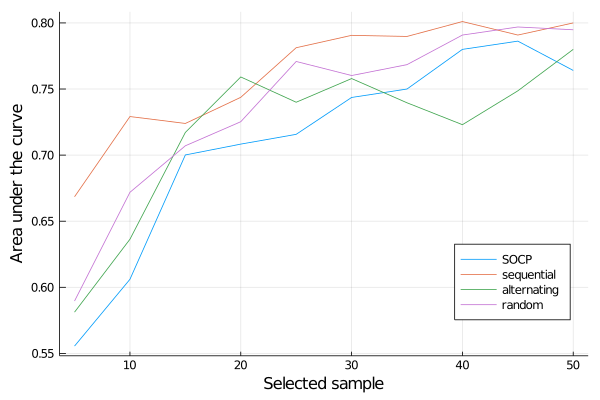 0.80
0.75
0.70
0.65
0.60
0.55
Area under the curve
SOCP
sequential
alternating
random
10 20 30 40 50
Selected sample